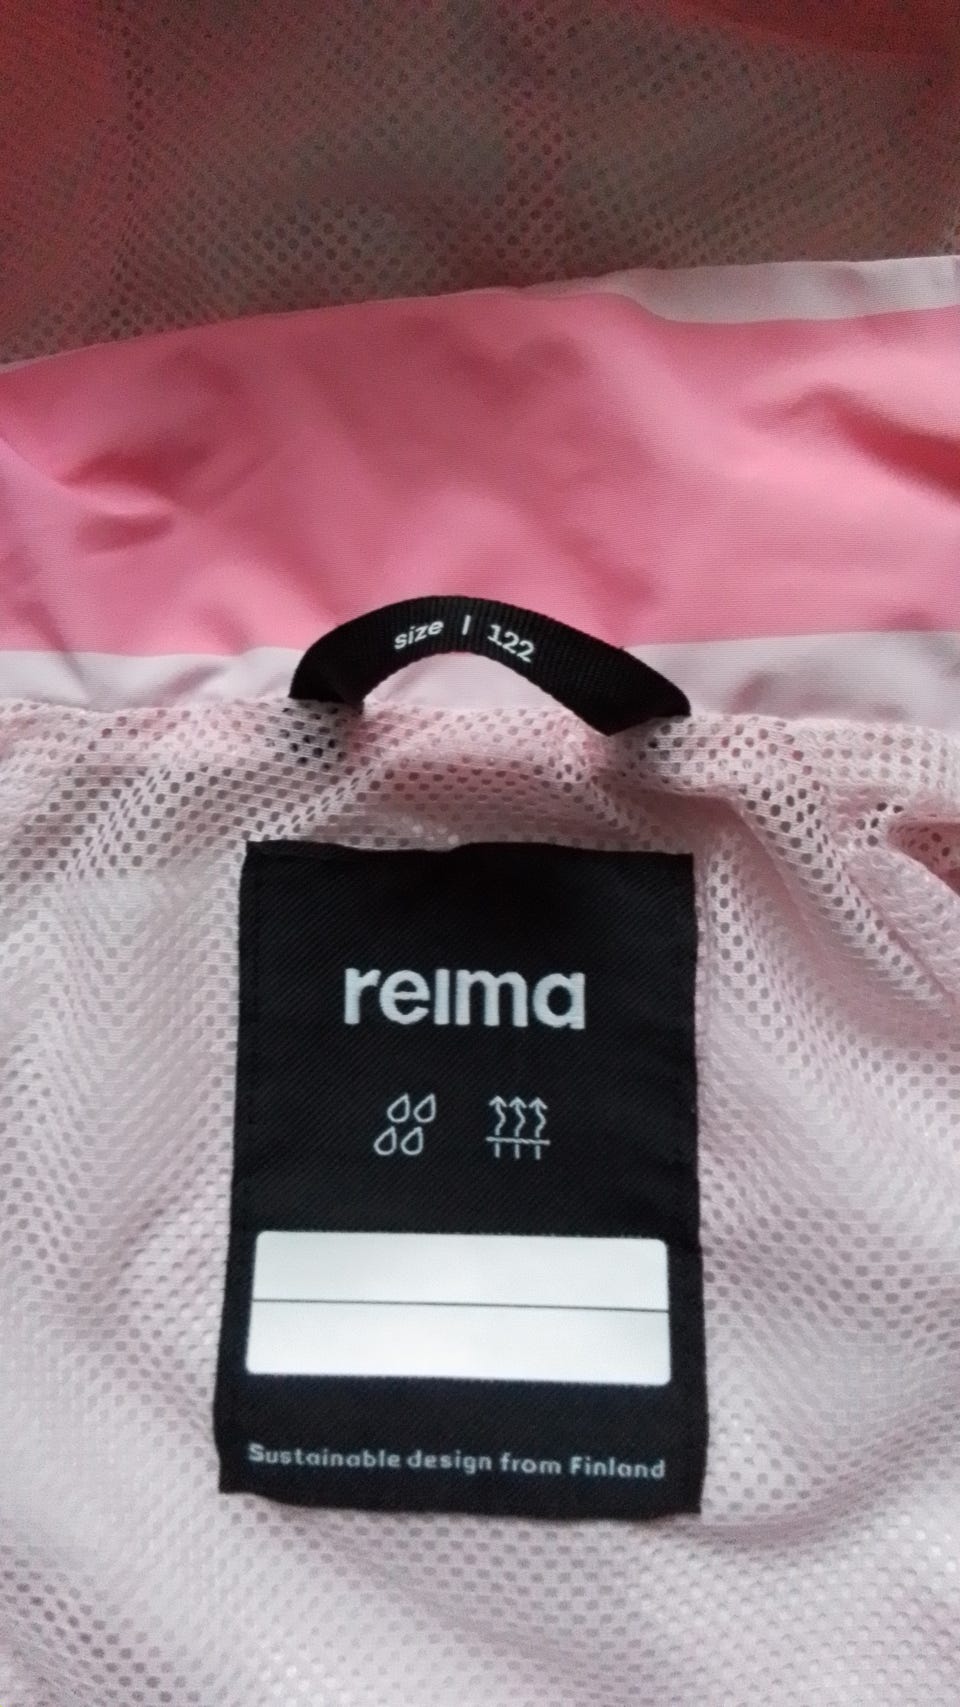 size | 122
reima
Sustainable design from Finland